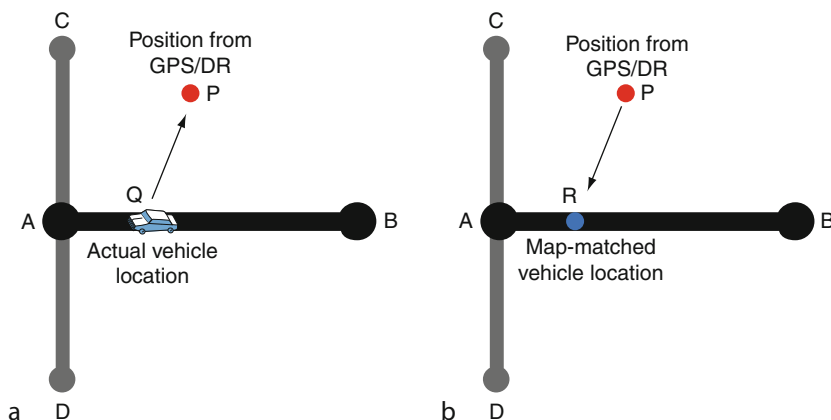 C
Position from
GPS/DR
P
Q
A
B
Actual vehicle
location
a
D
C
Position from
GPS/DR
P
R
A
B
Map-matched
vehicle location
b
D